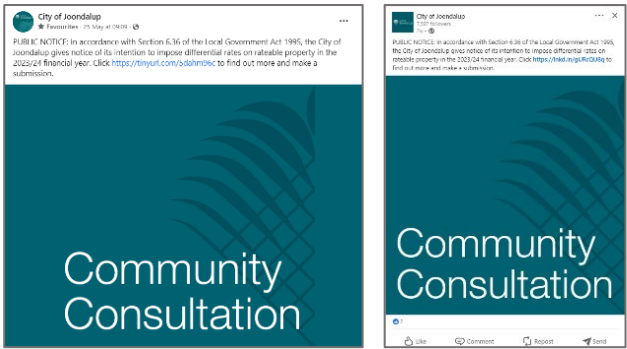 City of Joondalup
Favourites · 25 May at 09:09 ·
PUBLIC NOTICE: In accordance with Section 6.36 of the Local Government Act 1995, the City of
Joondalup gives notice of its intention to impose differential rates on rateable property in the
2023/24 financial year. Click https://tinyurl.com/5dahm96c to find out more and make a
submission.
Community
Consultation
City of Joondalup
followers
PUBLIC NOTICE: In accordance with Section 6.36 of the Local Government Act 1995,
the City of Joondalup gives notice of its intention to impose differential rates on
rateable property in the 2023/24 financial year. Click https://lnkd.in/gURcQU8q to
find out more and make a submission.
Community
Consultation
Like
Comment
Repost
Send